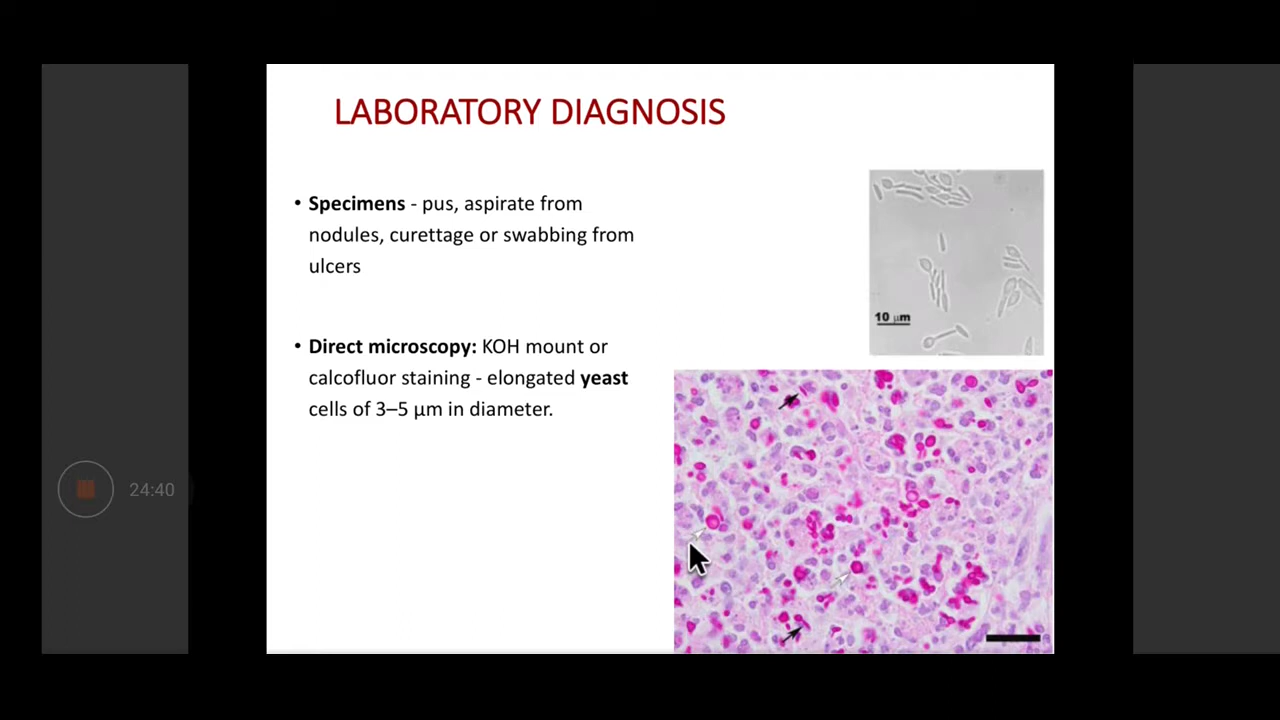 LABORATORY DIAGNOSIS
• Specimens - pus, aspirate from
nodules, curettage or swabbing from
ulcers
• Direct microscopy: KOH mount or
calcofluor staining - elongated yeast
cells of 3–5 μm in diameter.
10 μm
24:40